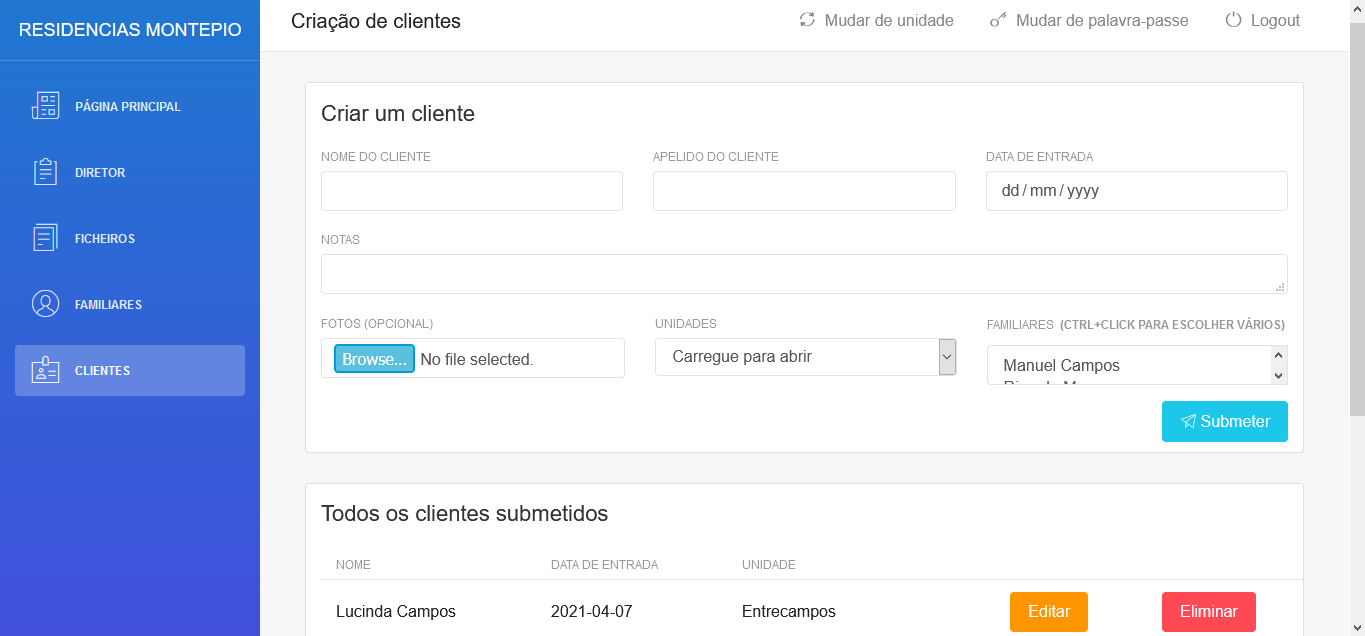 RESIDENCIAS MONTEPIO
Criação de clientes
Mudar de unidade
Mudar de palavra-passe
Logout
PÁGINA PRINCIPAL
DIRETOR
FICHEIROS
FAMILIARES
CLIENTES
Criar um cliente
NOME DO CLIENTE
APELIDO DO CLIENTE
DATA DE ENTRADA
dd / mm / yyyy
NOTAS
FOTOS (OPCIONAL)
Browse... No file selected.
UNIDADES
Carregue para abrir
FAMILIARES (CTRL+CLICK PARA ESCOLHER VÁRIOS)
Manuel Campos
Submeter
Todos os clientes submetidos
NOME
DATA DE ENTRADA
UNIDADE
Lucinda Campos
2021-04-07
Entrecampos
Editar
Eliminar